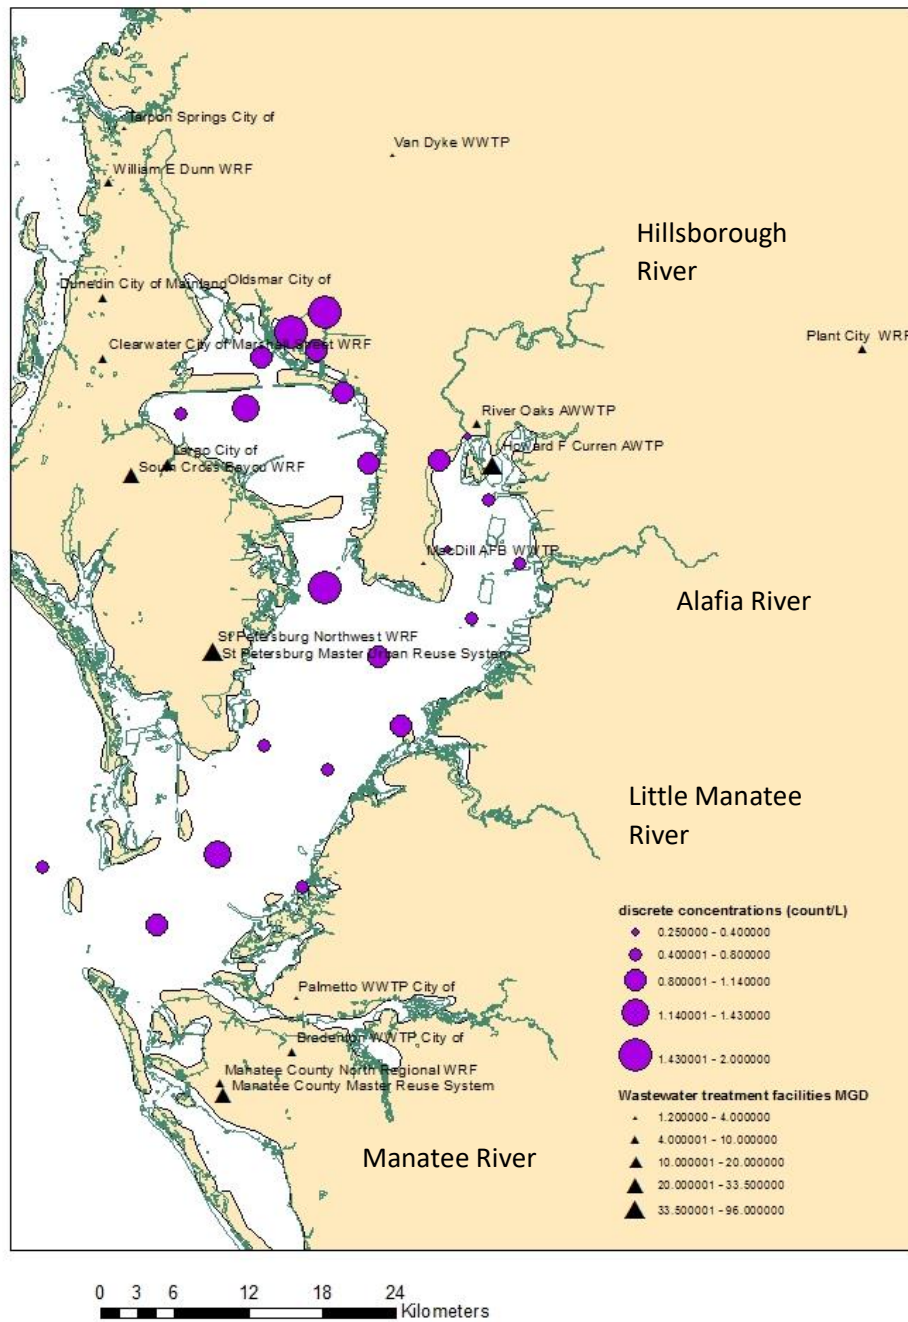 Tarpon Springs City of
Van Dyke WWTP
William E Dunn WRF
Hillsborough
River
Oldsmar City of
Dunedin City of Mainland
Plant City WRF
Clearwater City of Marshall Street WRF
River Oaks AWWTP
Howard F Curren AWTP
Largo City of
South Cross Bayou WRF
MacDill AFB WWTP
Alafia River
St Petersburg Northwest WRF
St Petersburg Master Urban Reuse System
Little Manatee
River
discrete concentrations (count/L)
0.250000 - 0.400000
0.400001 - 0.800000
0.800001 - 1.140000
1.140001 - 1.430000
1.430001 - 2.000000
Palmetto WWTP City of
Bradenton WWTP City of
Manatee County North Regional WRF
Manatee County Master Reuse System
Wastewater treatment facilities MGD
1.200000 - 4.000000
4.000001 - 10.000000
10.000001 - 20.000000
20.000001 - 33.500000
33.500001 - 96.000000
Manatee River
0 3 6 12 18 24
Kilometers